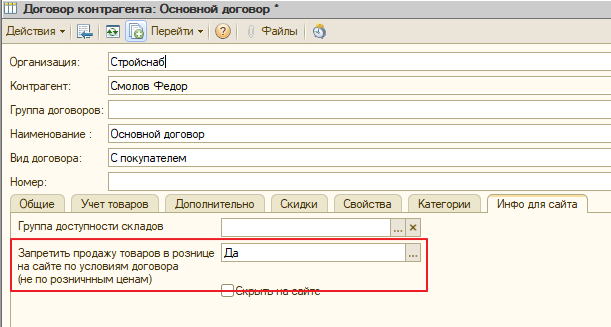 Договор контрагента: Основной договор *
Действия Перейти ? Файлы
Организация: Стройснаб
Контрагент: Смолов Федор
Группа договоров:
Наименование : Основной договор
Вид договора: С покупателем
Номер:
Общие Учет товаров Дополнительно Скидки Свойства Категории Инфо для сайта
Группа доступности складов ... ×
Запретить продажу товаров в рознице Да ...
на сайте по условиям договора
(не по розничнным ценам)
Скрыть на сайте